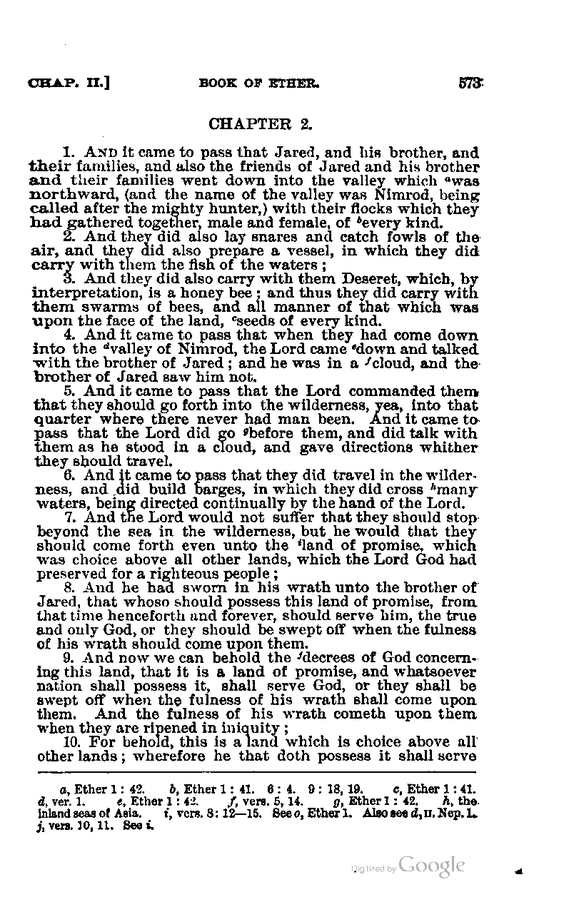 CHAP. II.] BOOK OF ETHER. 573
CHAPTER 2.
1. AND it came to pass that Jared, and his brother, and
their families, and also the friends of Jared and his brother
and their families went down into the valley which ᵃwas
northward, (and the name of the valley was Nimrod, being
called after the mighty hunter,) with their flocks which they
had gathered together, male and female, of ᵇevery kind.
2. And they did also lay snares and catch fowls of the
air, and they did also prepare a vessel, in which they did
carry with them the fish of the waters ;
3. And they did also carry with them Deseret, which, by
interpretation, is a honey bee ; and thus they did carry with
them swarms of bees, and all manner of that which was
upon the face of the land, ᶜseeds of every kind.
4. And it came to pass that when they had come down
into the ᵈvalley of Nimrod, the Lord came ᵉdown and talked
with the brother of Jared ; and he was in a ᶠcloud, and the
brother of Jared saw him not.
5. And it came to pass that the Lord commanded them
that they should go forth into the wilderness, yea, into that
quarter where there never had man been. And it came to
pass that the Lord did go ᵍbefore them, and did talk with
them as he stood in a cloud, and gave directions whither
they should travel.
6. And it came to pass that they did travel in the wilder-
ness, and did build barges, in which they did cross ʰmany
waters, being directed continually by the hand of the Lord.
7. And the Lord would not suffer that they should stop
beyond the sea in the wilderness, but he would that they
should come forth even unto the ⁱland of promise, which
was choice above all other lands, which the Lord God had
preserved for a righteous people ;
8. And he had sworn in his wrath unto the brother of
Jared, that whoso should possess this land of promise, from
that time henceforth and forever, should serve him, the true
and only God, or they should be swept off when the fulness
of his wrath should come upon them.
9. And now we can behold the ʲdecrees of God concern-
ing this land, that it is a land of promise, and whatsoever
nation shall possess it, shall serve God, or they shall be
swept off when the fulness of his wrath shall come upon
them. And the fulness of his wrath cometh upon them
when they are ripened in iniquity ;
10. For behold, this is a land which is choice above all
other lands ; wherefore he that doth possess it shall serve
a, Ether 1 : 42. b, Ether 1 : 41. 6 : 4. 9 : 18, 19. c, Ether 1 : 41.
d, ver. 1. e, Ether 1 : 42. f, vers. 5, 14. g, Ether 1 : 42. h, the
inland seas of Asia. i, vers. 8 : 12—15. See o, Ether 1. Also see d, II. Nep. 1.
j, vers. 10, 11. See i.
Digitized by Google